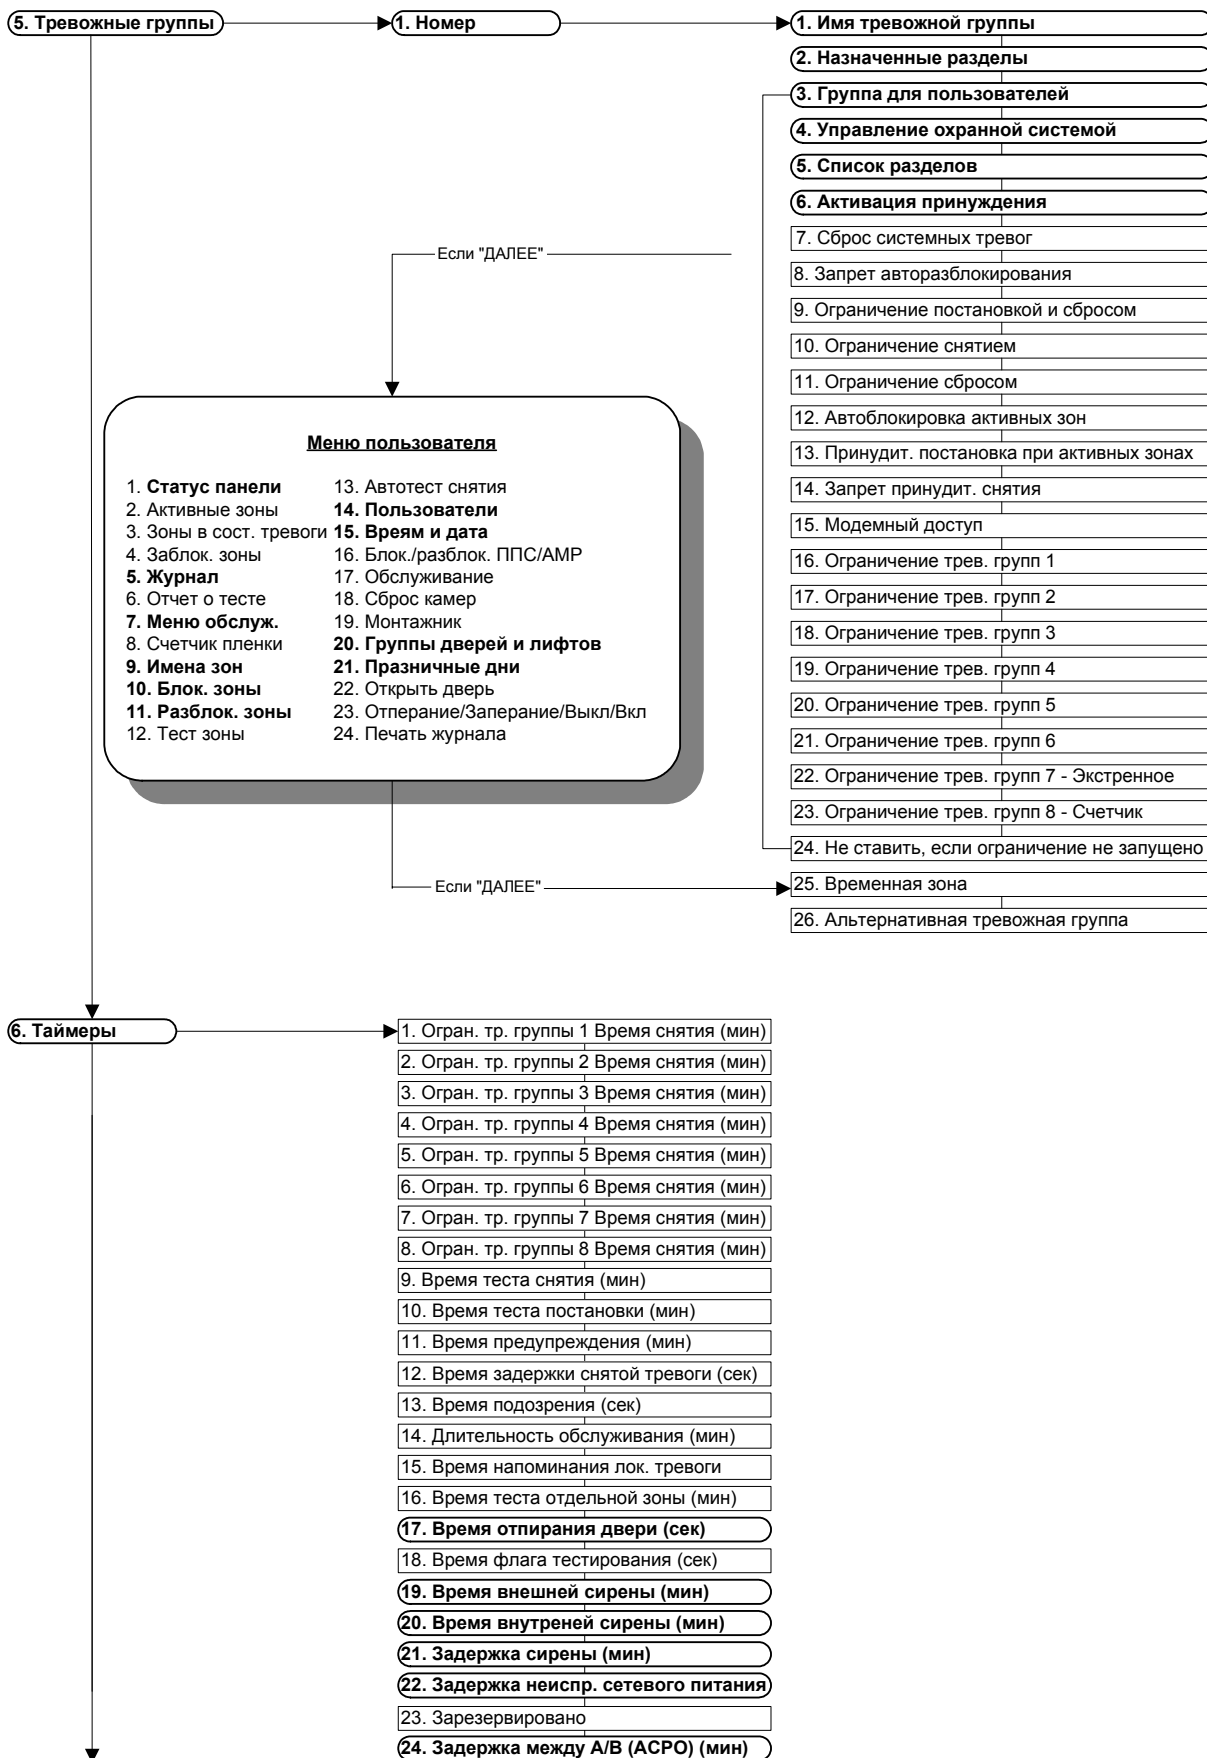 5. Тревожные группы
1. Номер
1. Имя тревожной группы
2. Назначенные разделы
3. Группа для пользователей
4. Управление охранной системой
5. Список разделов
6. Активация принуждения
7. Сброс системных тревог
8. Запрет авторазблокирования
9. Ограничение постановкой и сбросом
10. Ограничение снятием
11. Ограничение сбросом
12. Автоблокировка активных зон
13. Принудит. постановка при активных зонах
14. Запрет принудит. снятия
15. Модемный доступ
16. Ограничение трев. групп 1
17. Ограничение трев. групп 2
18. Ограничение трев. групп 3
19. Ограничение трев. групп 4
20. Ограничение трев. групп 5
21. Ограничение трев. групп 6
22. Ограничение трев. групп 7 - Экстренное
23. Ограничение трев. групп 8 - Счетчик
24. Не ставить, если ограничение не запущено
25. Временная зона
26. Альтернативная тревожная группа
Если "ДАЛЕЕ"
Меню пользователя
1. Статус панели
2. Активные зоны
3. Зоны в сост. тревоги
4. Заблок. зоны
5. Журнал
6. Отчет о тесте
7. Меню обслуж.
8. Счетчик пленки
9. Имена зон
10. Блок. зоны
11. Разблок. зоны
12. Тест зоны
13. Автотест снятия
14. Пользователи
15. Вреям и дата
16. Блок./разблок. ППС/АМР
17. Обслуживание
18. Сброс камер
19. Монтажник
20. Группы дверей и лифтов
21. Празничные дни
22. Открыть дверь
23. Отперание/Заперание/Выкл/Вкл
24. Печать журнала
Если "ДАЛЕЕ"
6. Таймеры
1. Огран. тр. группы 1 Время снятия (мин)
2. Огран. тр. группы 2 Время снятия (мин)
3. Огран. тр. группы 3 Время снятия (мин)
4. Огран. тр. группы 4 Время снятия (мин)
5. Огран. тр. группы 5 Время снятия (мин)
6. Огран. тр. группы 6 Время снятия (мин)
7. Огран. тр. группы 7 Время снятия (мин)
8. Огран. тр. группы 8 Время снятия (мин)
9. Время теста снятия (мин)
10. Время теста постановки (мин)
11. Время предупреждения (мин)
12. Время задержки снятой тревоги (сек)
13. Время подозрения (сек)
14. Длительность обслуживания (мин)
15. Время напоминания лок. тревоги
16. Время теста отдельной зоны (мин)
17. Время отпирания двери (сек)
18. Время флага тестирования (сек)
19. Время внешней сирены (мин)
20. Время внутреней сирены (мин)
21. Задержка сирены (мин)
22. Задержка неиспр. сетевого питания
23. Зарезервировано
24. Задержка между А/В (АСРО) (мин)